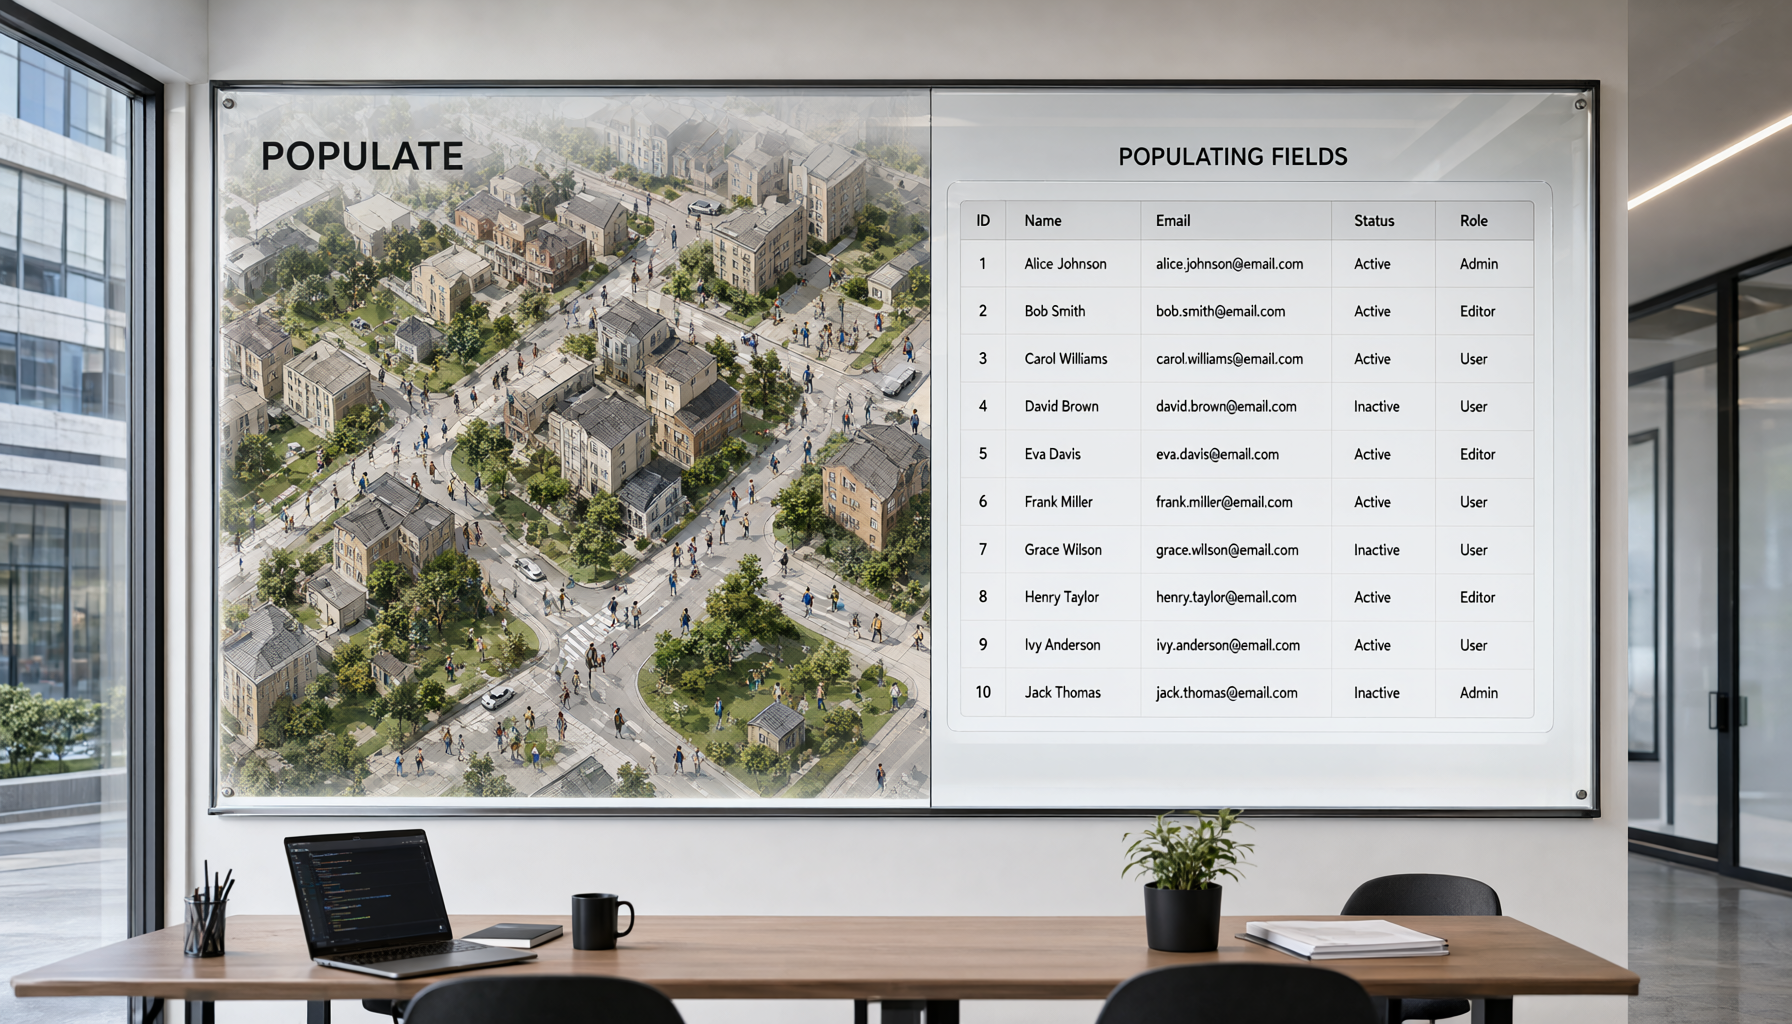 POPULATE
POPULATING FIELDS
ID Name Email Status Role
1 Alice Johnson alice.johnson@email.com Active Admin
2 Bob Smith bob.smith@email.com Active Editor
3 Carol Williams carol.williams@email.com Active User
4 David Brown david.brown@email.com Inactive User
5 Eva Davis eva.davis@email.com Active Editor
6 Frank Miller frank.miller@email.com Active User
7 Grace Wilson grace.wilson@email.com Inactive User
8 Henry Taylor henry.taylor@email.com Active Editor
9 Ivy Anderson ivy.anderson@email.com Active User
10 Jack Thomas jack.thomas@email.com Inactive Admin